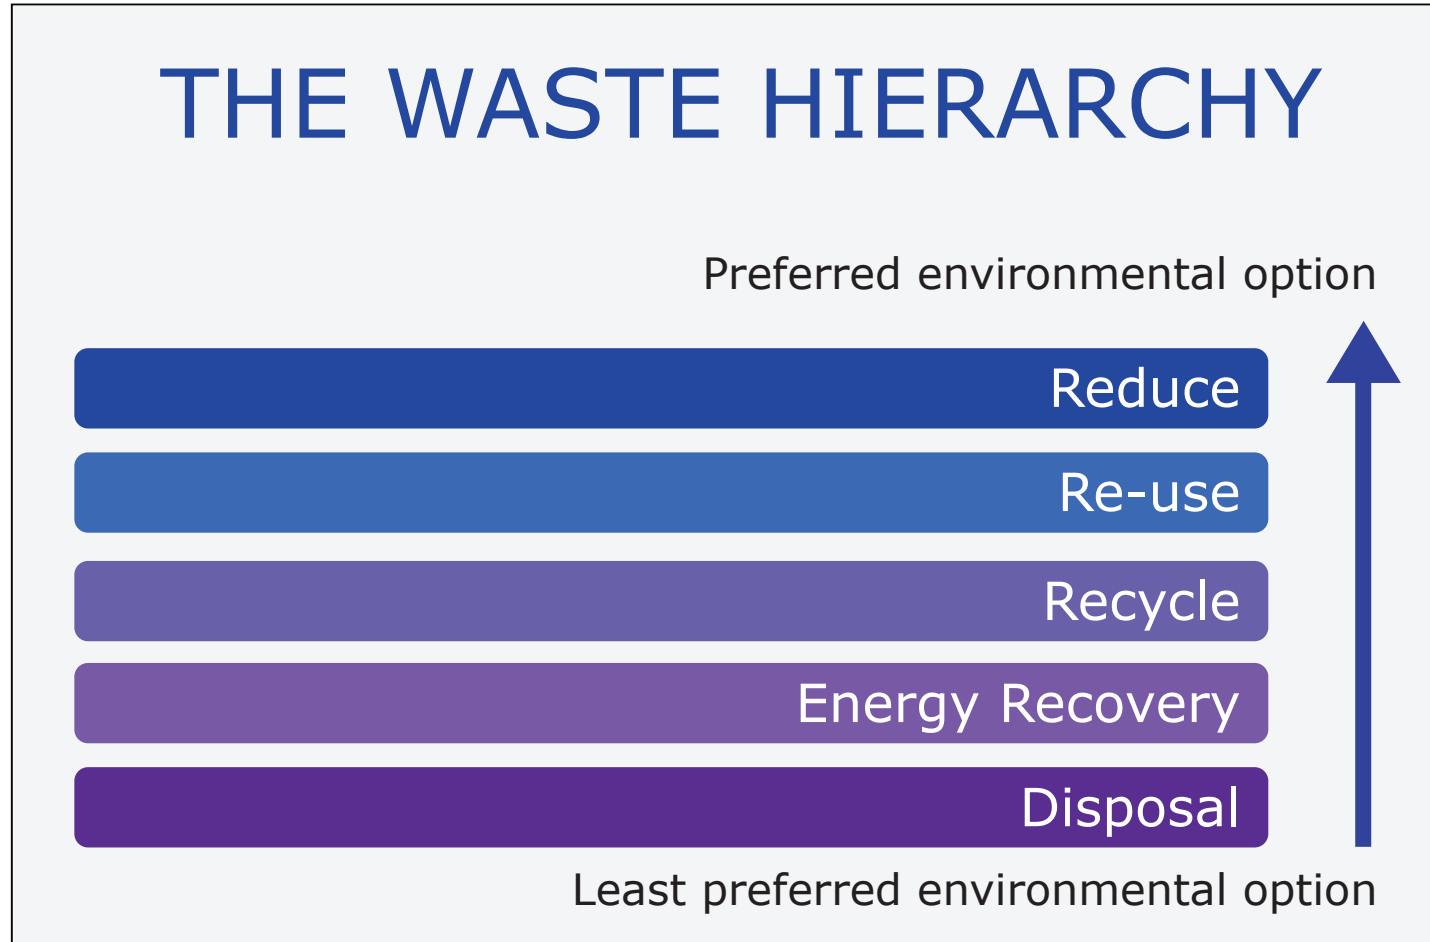 THE WASTE HIERARCHY
Preferred environmental option
Reduce
Re-use
Recycle
Energy Recovery
Disposal
Least preferred environmental option